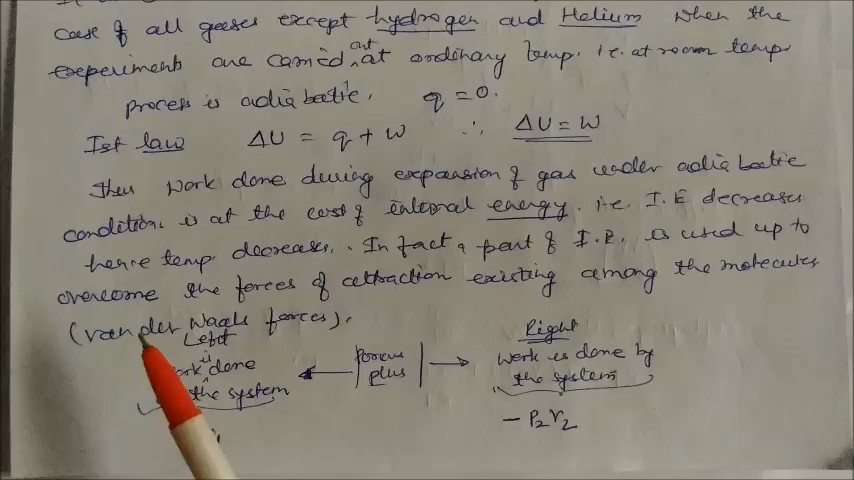 case of all gases except hydrogen and Helium when the
experiments are carried out at ordinary temp. i.e. at room temp.
process is adiabatic. q = 0.
Ist law ΔU = q + w ∴ ΔU = w
Thus work done during expansion of gas under adiabatic
conditions is at the cost of internal energy. i.e. I.E decreases
hence temp. decreases. In fact a part of I.E. is used up to
overcome the forces of attraction existing among the molecules
(van der Waals forces).
Left Right
is
work done ← porous plug → work is done by
the system the system
– P₂V₂